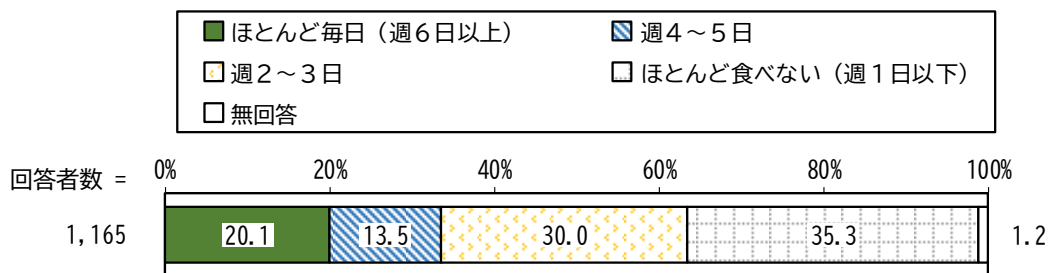 ほとんど毎日（週６日以上） 週４～５日
週２～３日 ほとんど食べない（週１日以下）
無回答
回答者数 = 0% 20% 40% 60% 80% 100%
1,165 20.1 13.5 30.0 35.3 1.2